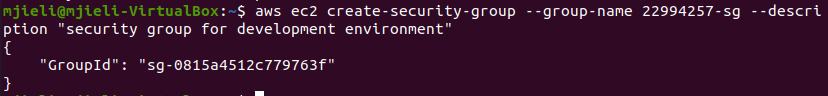 mjieli@mjieli-VirtualBox:~$ aws ec2 create-security-group --group-name 22994257-sg --descri
ption "security group for development environment"
{
    "GroupId": "sg-0815a4512c779763f"
}